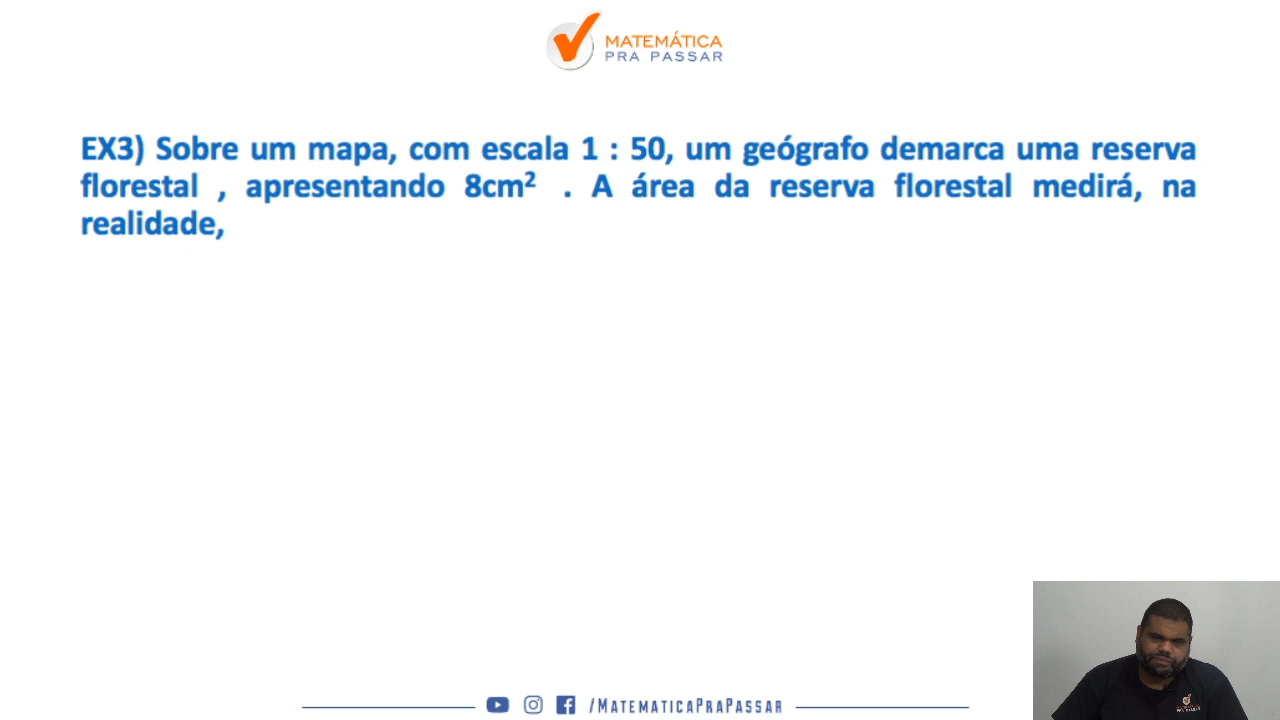 MATEMÁTICA
PRA PASSAR
EX3) Sobre um mapa, com escala 1 : 50, um geógrafo demarca uma reserva
florestal , apresentando 8cm² . A área da reserva florestal medirá, na
realidade,
/MATEMATICAPRAPASSAR